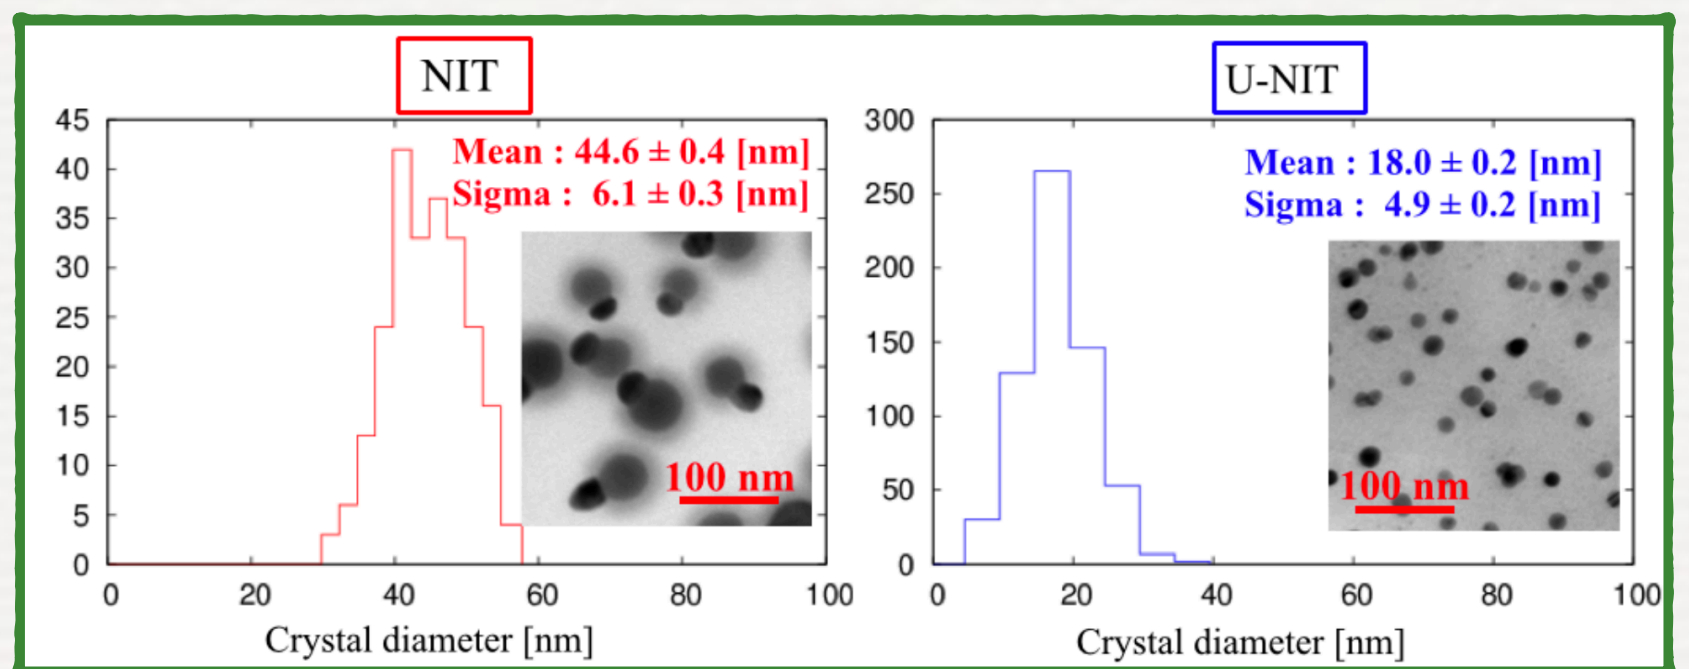 NIT
Mean : 44.6 ± 0.4 [nm]
Sigma : 6.1 ± 0.3 [nm]
45
40
35
30
25
20
15
10
5
0
100 nm
0 20 40 60 80 100
Crystal diameter [nm]
U-NIT
Mean : 18.0 ± 0.2 [nm]
Sigma : 4.9 ± 0.2 [nm]
300
250
200
150
100
50
0
100 nm
0 20 40 60 80 100
Crystal diameter [nm]